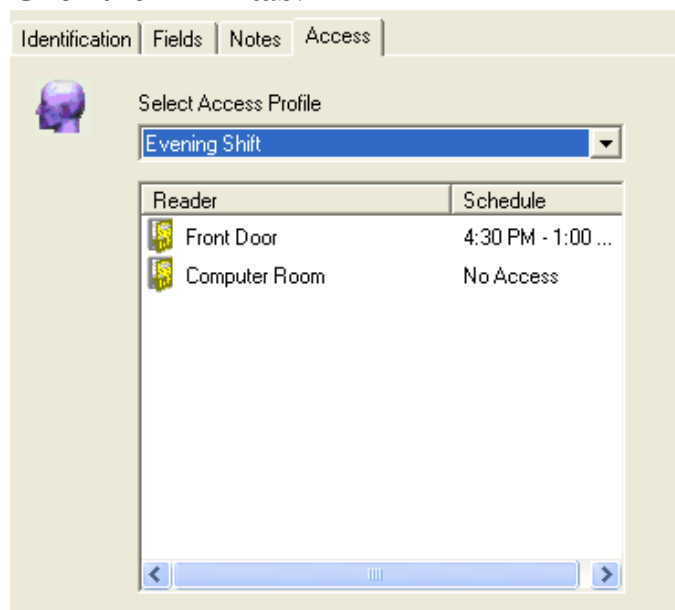 Identification Fields Notes Access
Select Access Profile
Evening Shift
Reader Schedule
Front Door 4:30 PM - 1:00 ...
Computer Room No Access